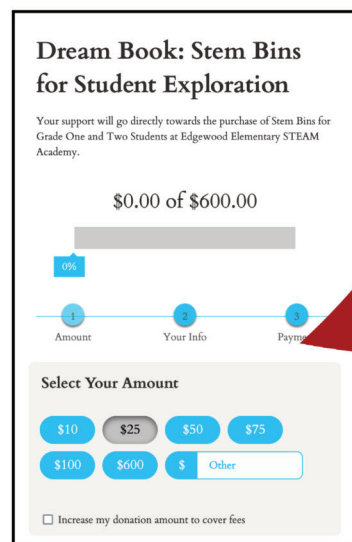 Dream Book: Stem Bins
for Student Exploration
Your support will go directly towards the purchase of Stem Bins for
Grade One and Two Students at Edgewood Elementary STEAM
Academy.
$0.00 of $600.00
0%
1 2 3
Amount Your Info
Select Your Amount
$10 $25 $50 $75
$100 $600 $ Other
Increase my donation amount to cover fees